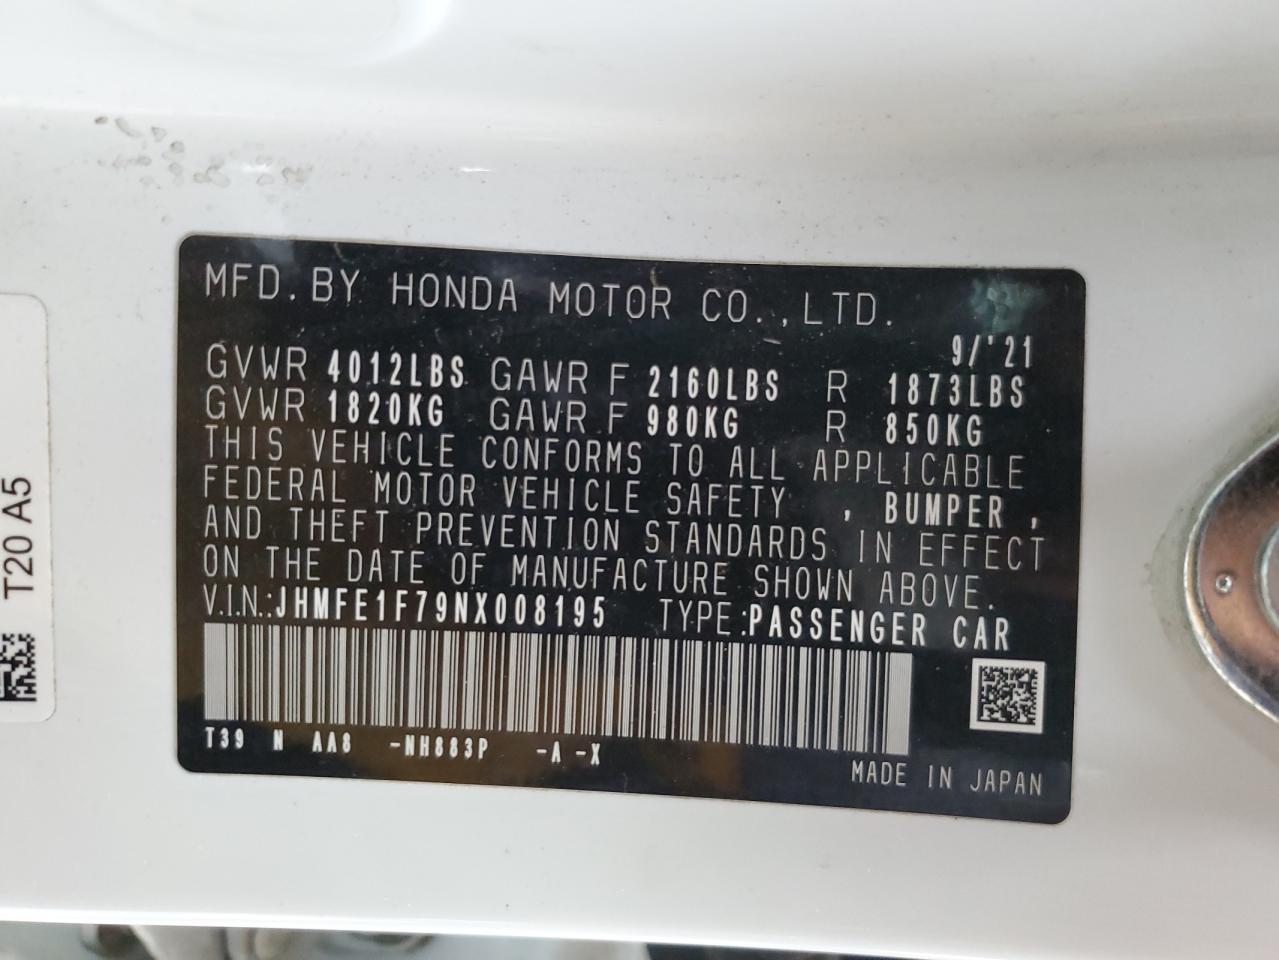 MFD. BY HONDA MOTOR CO., LTD.
9/'21
GVWR 4012LBS GAWR F 2160LBS R 1873LBS
GVWR 1820KG GAWR F 980KG R 850KG
THIS VEHICLE CONFORMS TO ALL APPLICABLE
FEDERAL MOTOR VEHICLE SAFETY , BUMPER ,
AND THEFT PREVENTION STANDARDS IN EFFECT
ON THE DATE OF MANUFACTURE SHOWN ABOVE.
V.I.N.:JHMFE1F79NX008195 TYPE:PASSENGER CAR
T39 N AA8 -NH883P -A -X
MADE IN JAPAN
T20 A5